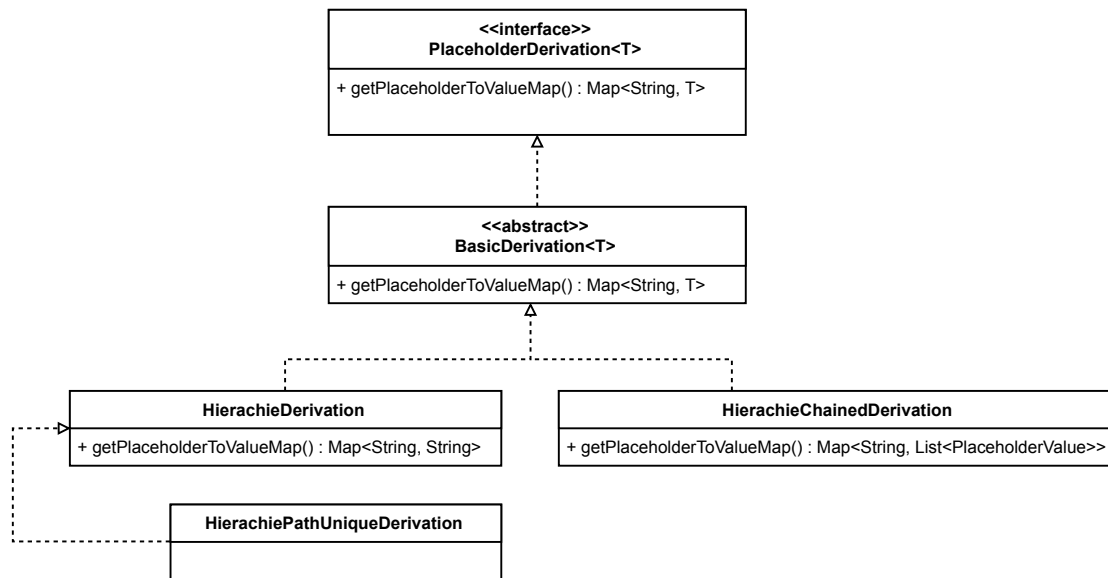 <<interface>>
PlaceholderDerivation<T>
+ getPlaceholderToValueMap() : Map<String, T>
<<abstract>>
BasicDerivation<T>
+ getPlaceholderToValueMap() : Map<String, T>
HierachieDerivation
+ getPlaceholderToValueMap() : Map<String, String>
HierachieChainedDerivation
+ getPlaceholderToValueMap() : Map<String, List<PlaceholderValue>>
HierachiePathUniqueDerivation